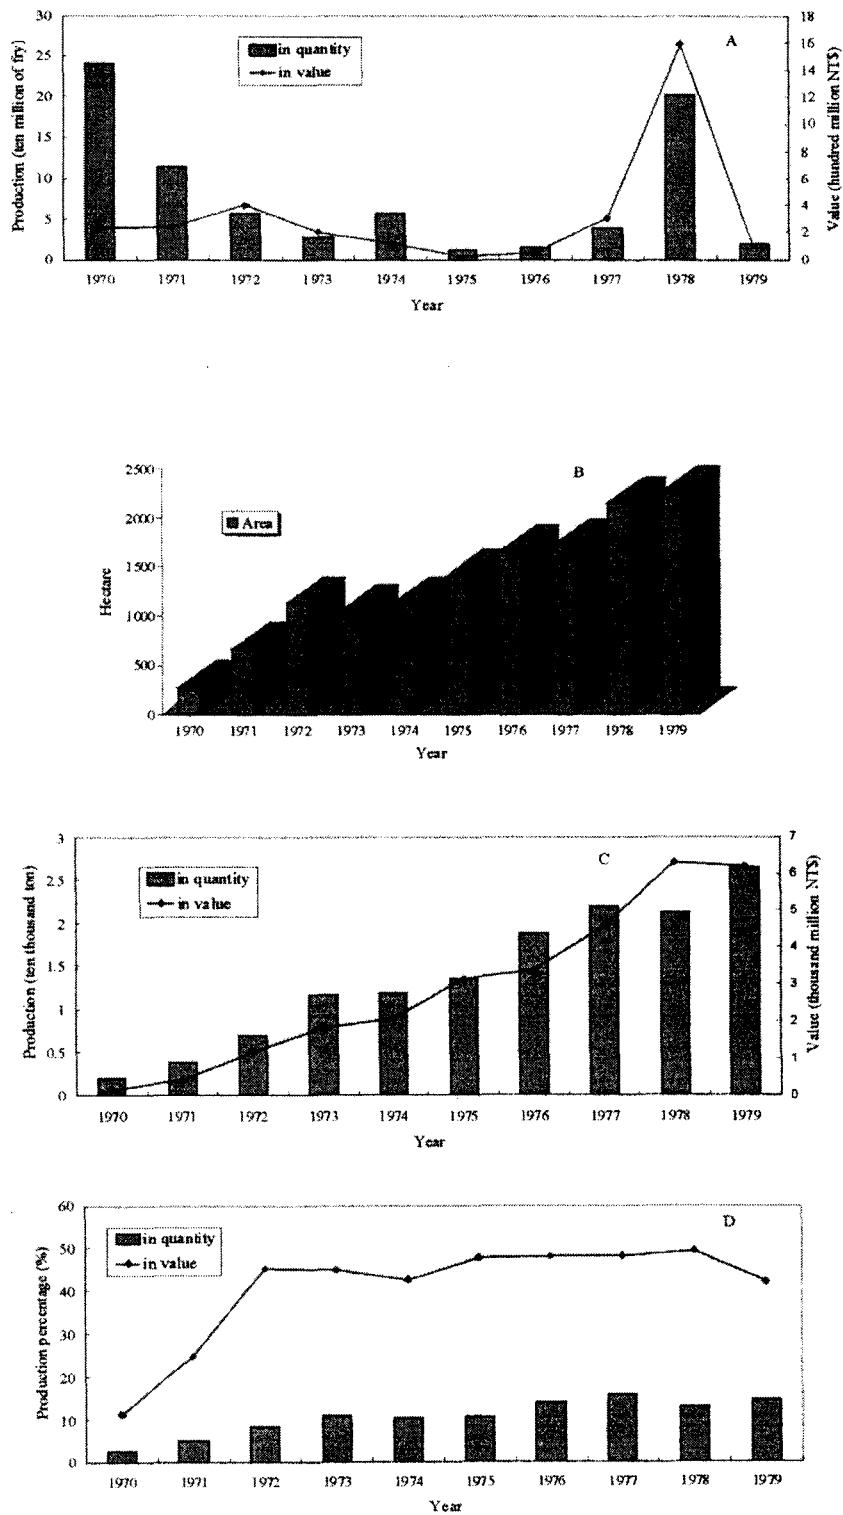 A
in quantity
in value
Production (ten million of fry)
30
25
20
15
10
5
0
Value (hundred million NT$)
18
16
14
12
10
8
6
4
2
0
1970 1971 1972 1973 1974 1975 1976 1977 1978 1979
Year
B
Area
Hectare
2500
2000
1500
1000
500
0
1970 1971 1972 1973 1974 1975 1976 1977 1978 1979
Year
C
in quantity
in value
Production (ten thousand ton)
3
2.5
2
1.5
1
0.5
0
Value (thousand million NT$)
7
6
5
4
3
2
1
0
1970 1971 1972 1973 1974 1975 1976 1977 1978 1979
Year
D
in quantity
in value
Production percentage (%)
60
50
40
30
20
10
0
1970 1971 1972 1973 1974 1975 1976 1977 1978 1979
Year